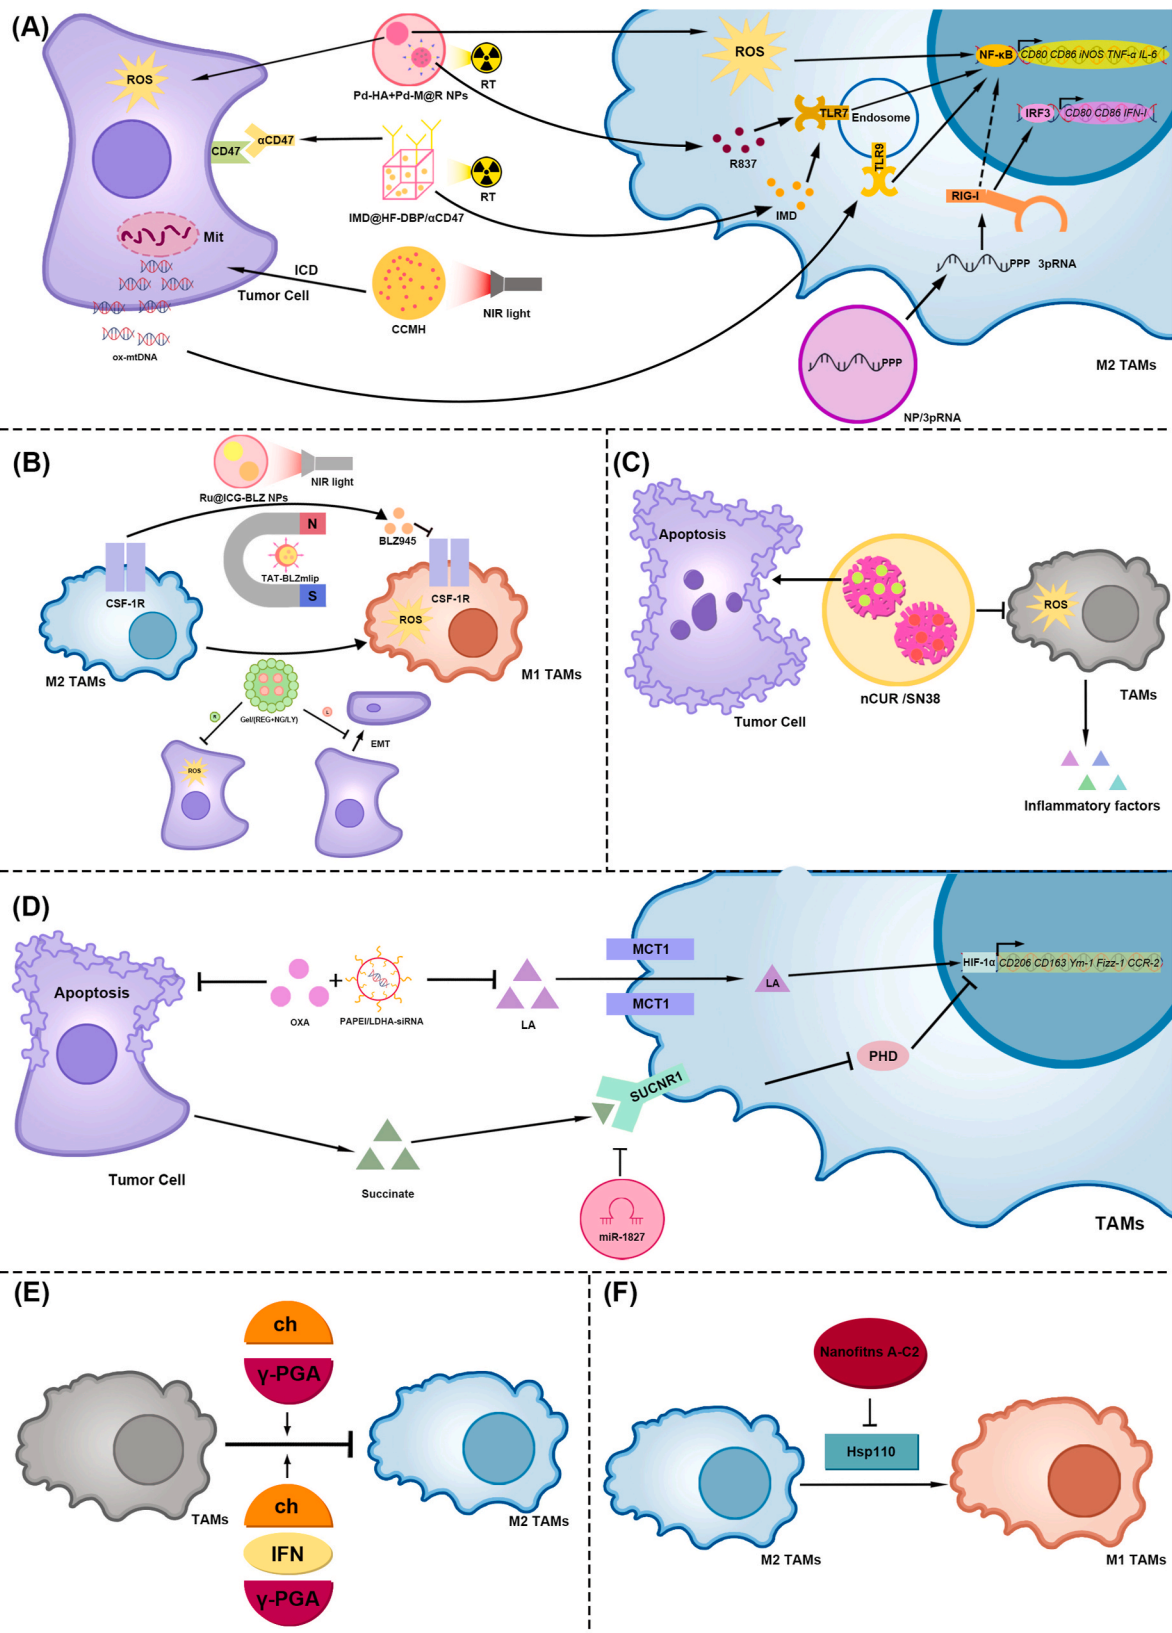 (A)
ROS
Pd-HA+Pd-M@R NPs
RT
ROS
NF-κB
CD80 CD86 iNOS TNF-α IL-6
IRF3
CD80 CD86 IFN-I
TLR7
Endosome
R837
TLR9
CD47
αCD47
RT
IMD@HF-DBP/αCD47
IMD
RIG-I
Mit
ICD
Tumor Cell
PPP
3pRNA
NIR light
CCMH
ox-mtDNA
PPP
M2 TAMs
NP/3pRNA
(B)
NIR light
Ru@ICG-BLZ NPs
N
BLZ945
TAT-BLZmlip
S
CSF-1R
CSF-1R
ROS
M2 TAMs
M1 TAMs
Gel/(REG+NG/LY)
R
L
EMT
ROS
(C)
Apoptosis
ROS
nCUR /SN38
TAMs
Tumor Cell
Inflammatory factors
(D)
Apoptosis
OXA
+
PAPEI/LDHA-siRNA
LA
MCT1
MCT1
LA
HIF-1α
CD206 CD163 Ym-1 Fizz-1 CCR-2
PHD
SUCNR1
Tumor Cell
Succinate
miR-1827
TAMs
(E)
ch
γ-PGA
TAMs
M2 TAMs
ch
IFN
γ-PGA
(F)
Nanofitns A-C2
Hsp110
M2 TAMs
M1 TAMs